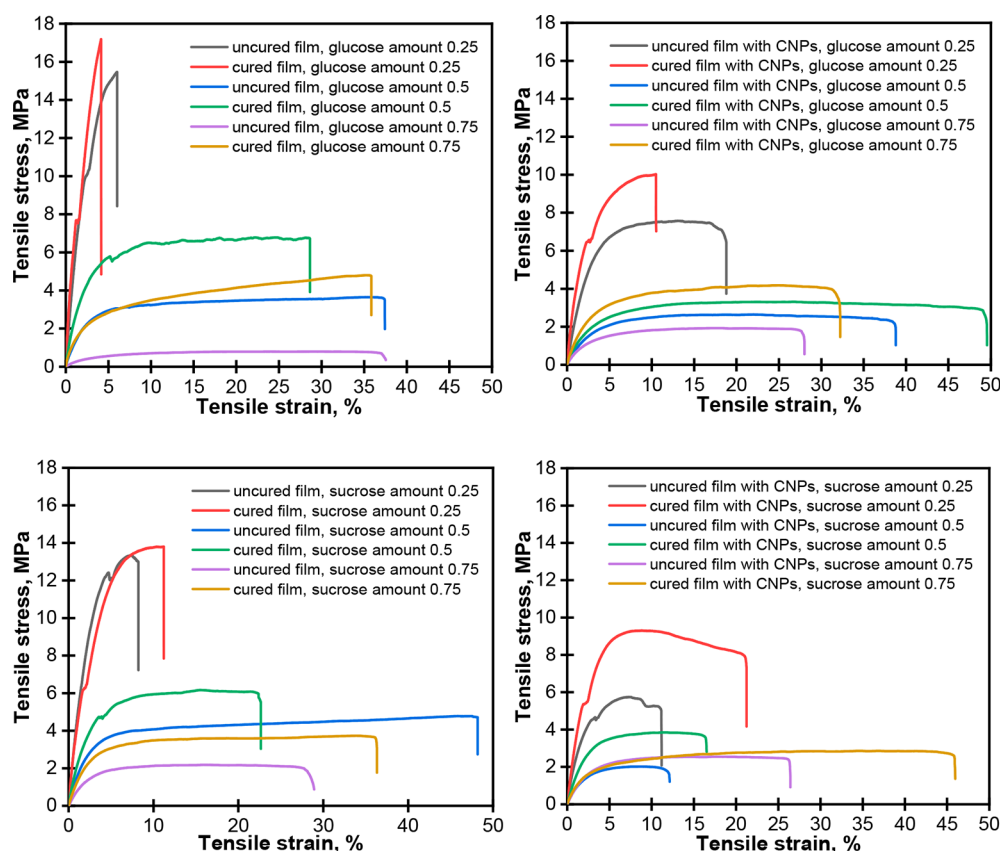 18
16
14
12
10
8
6
4
2
0
Tensile stress, MPa
uncured film, glucose amount 0.25
cured film, glucose amount 0.25
uncured film, glucose amount 0.5
cured film, glucose amount 0.5
uncured film, glucose amount 0.75
cured film, glucose amount 0.75
0 5 10 15 20 25 30 35 40 45 50
Tensile strain, %
18
16
14
12
10
8
6
4
2
0
Tensile stress, MPa
uncured film with CNPs, glucose amount 0.25
cured film with CNPs, glucose amount 0.25
uncured film with CNPs, glucose amount 0.5
cured film with CNPs, glucose amount 0.5
uncured film with CNPs, glucose amount 0.75
cured film with CNPs, glucose amount 0.75
0 5 10 15 20 25 30 35 40 45 50
Tensile strain, %
18
16
14
12
10
8
6
4
2
0
Tensile stress, MPa
uncured film, sucrose amount 0.25
cured film, sucrose amount 0.25
uncured film, sucrose amount 0.5
cured film, sucrose amount 0.5
uncured film, sucrose amount 0.75
cured film, sucrose amount 0.75
0 10 20 30 40 50
Tensile strain, %
18
16
14
12
10
8
6
4
2
0
Tensile stress, MPa
uncured film with CNPs, sucrose amount 0.25
cured film with CNPs, sucrose amount 0.25
uncured film with CNPs, sucrose amount 0.5
cured film with CNPs, sucrose amount 0.5
uncured film with CNPs, sucrose amount 0.75
cured film with CNPs, sucrose amount 0.75
0 5 10 15 20 25 30 35 40 45 50
Tensile strain, %